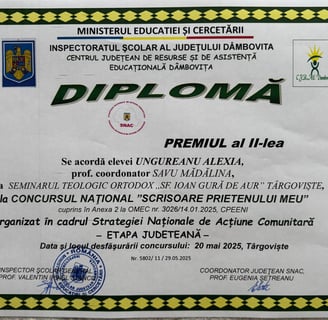 MINISTERUL EDUCATIEI ȘI CERCETĂRII
INSPECTORATUL ȘCOLAR AL JUDEȚULUI DÂMBOVIȚA
CENTRUL JUDEȚEAN DE RESURSE ȘI DE ASISTENȚĂ
EDUCAȚIONALĂ DÂMBOVIȚA
DIPLOMĂ
SNAC
PREMIUL al II-lea
Se acordă elevei UNGUREANU ALEXIA,
prof. coordonator SAVU MĂDĂLINA,
SEMINARUL TEOLOGIC ORTODOX „SF. IOAN GURĂ DE AUR" TÂRGOVIȘTE,
la CONCURSUL NAȚIONAL "SCRISOARE PRIETENULUI MEU"
cuprins în Anexa 2 la OMEC nr. 3026/14.01.2025, CPEENI
rganizat în cadrul Strategiei Naționale de Acțiune Comunitară
– ETAPA JUDEȚEANĂ –
Data și locul desfășurării concursului: 20 mai 2025, Târgoviște
Nr. 5802/ 11 / 29.05.2025
INSPECTOR ȘCOLAR GENERAL
COORDONATOR JUDEȚEAN SNAC,
PROF. VALENTIN
PROF. EUGENIA SETREANU